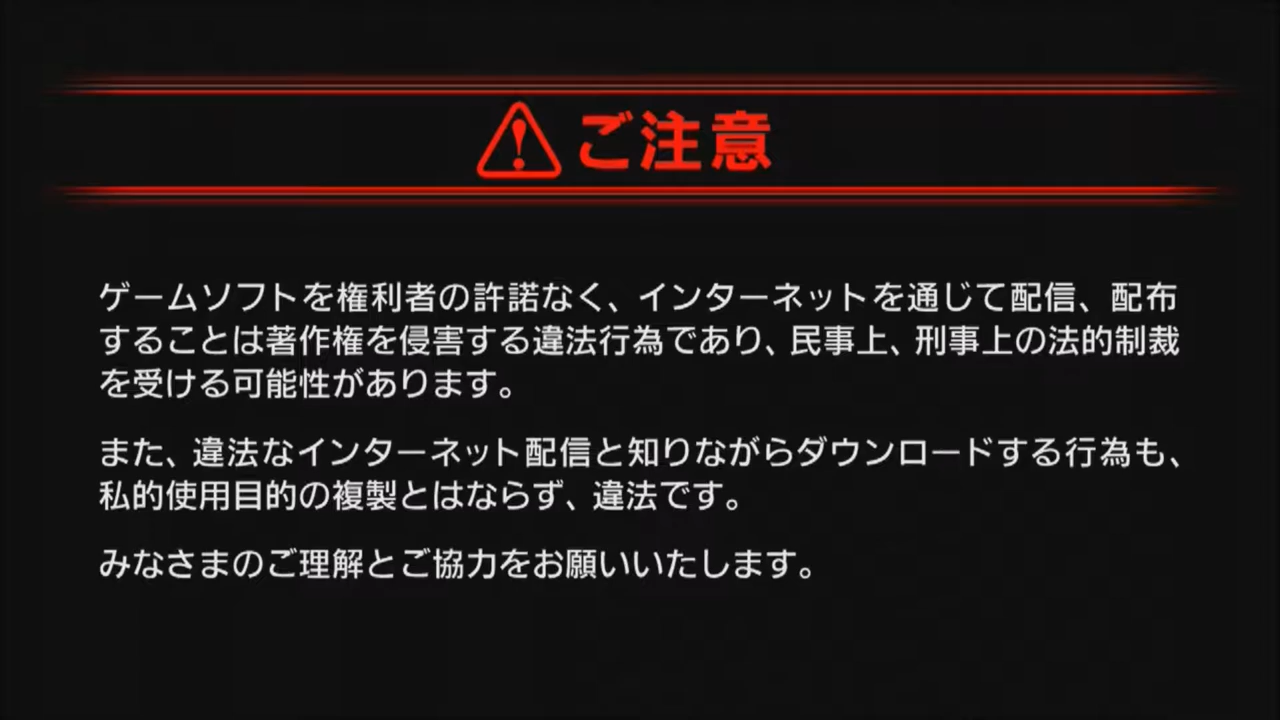 ご注意
ゲームソフトを権利者の許諾なく、インターネットを通じて配信、配布
することは著作権を侵害する違法行為であり、民事上、刑事上の法的制裁
を受ける可能性があります。
また、違法なインターネット配信と知りながらダウンロードする行為も、
私的使用目的の複製とはならず、違法です。
みなさまのご理解とご協力をお願いいたします。